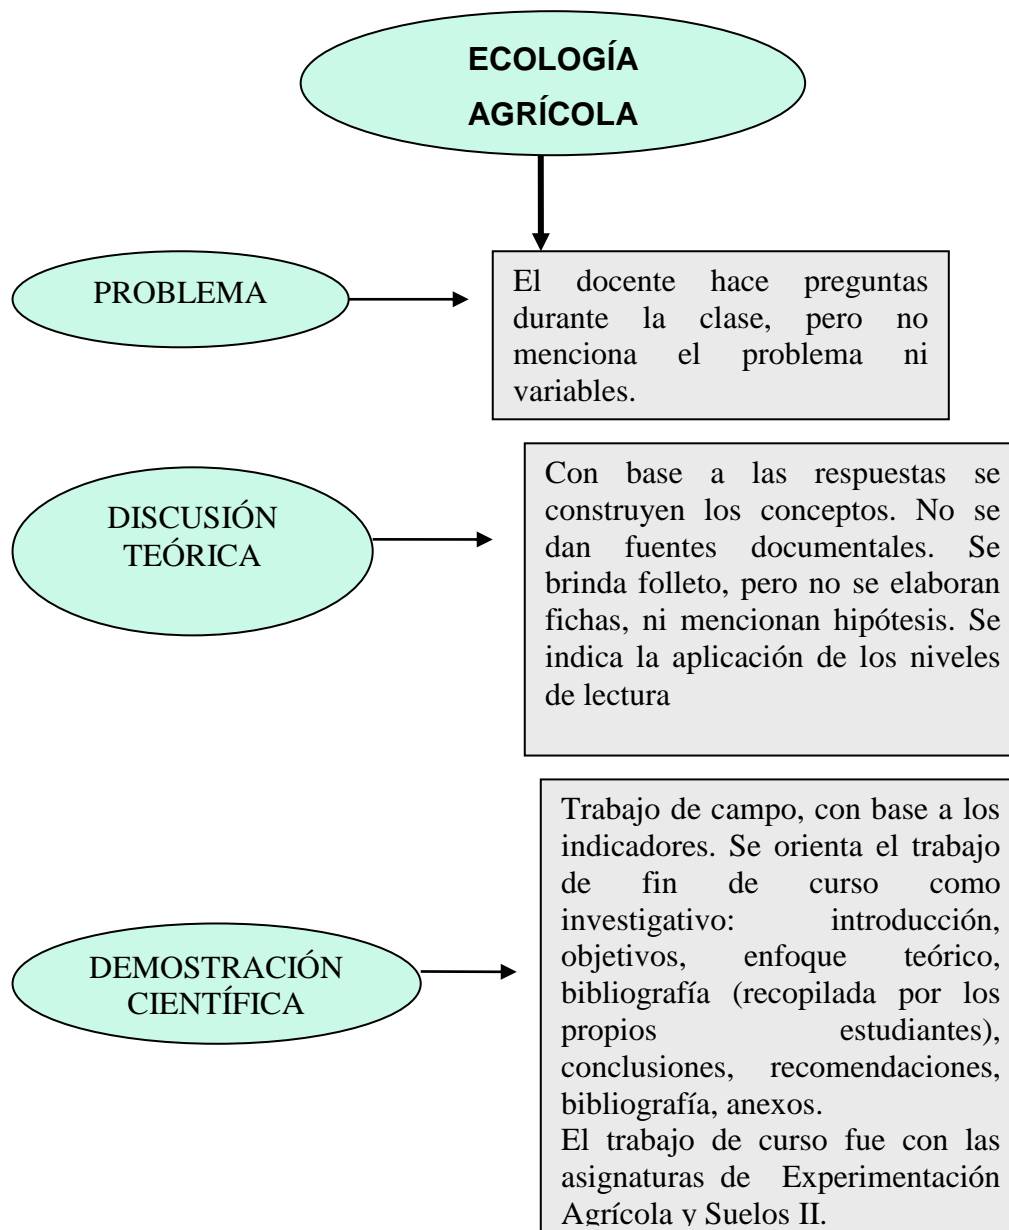 ECOLOGÍA
AGRÍCOLA
PROBLEMA
El docente hace preguntas
durante la clase, pero no
menciona el problema ni
variables.
DISCUSIÓN
TEÓRICA
Con base a las respuestas se
construyen los conceptos. No se
dan fuentes documentales. Se
brinda folleto, pero no se elaboran
fichas, ni mencionan hipótesis. Se
indica la aplicación de los niveles
de lectura
DEMOSTRACIÓN
CIENTÍFICA
Trabajo de campo, con base a los
indicadores. Se orienta el trabajo
de fin de curso como
investigativo: introducción,
objetivos, enfoque teórico,
bibliografía (recopilada por los
propios estudiantes),
conclusiones, recomendaciones,
bibliografía, anexos.
El trabajo de curso fue con las
asignaturas de Experimentación
Agrícola y Suelos II.